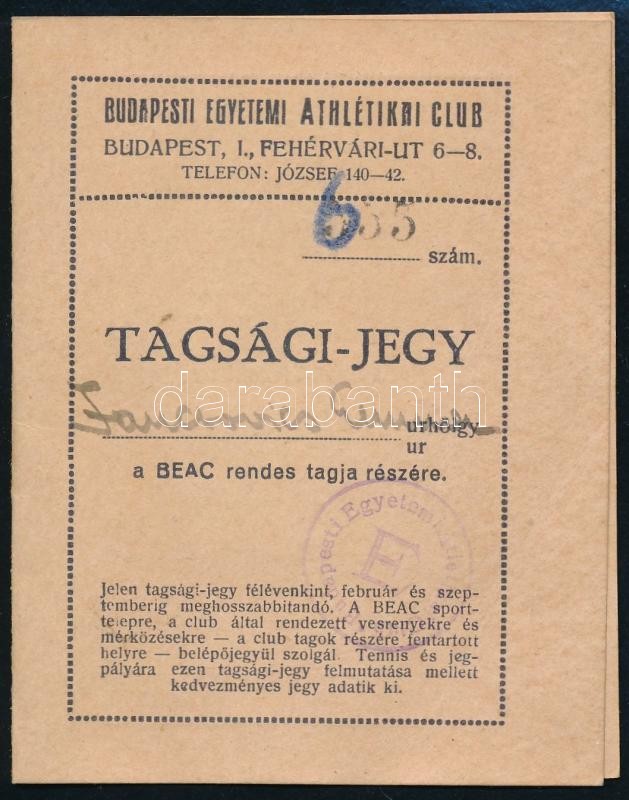 BUDAPESTI EGYETEMI ATHLÉTIKAI CLUB
BUDAPEST, I., FEHÉRVÁRI-UT 6—8.
TELEFON: JÓZSEF 140—42.
szám.
TAGSÁGI-JEGY
darabanth
urhölgy
ur
a BEAC rendes tagja részére.
Jelen tagsági-jegy félévenkint, február és szep-
temberig meghosszabbitandó. A BEAC sport-
telepre, a club által rendezett vesrenyekre és
mérkőzésekre — a club tagok részére fentartott
helyre — belépőjegyül szolgál. Tennis és jeg-
pályára ezen tagsági-jegy felmutatása mellett
kedvezményes jegy adatik ki.